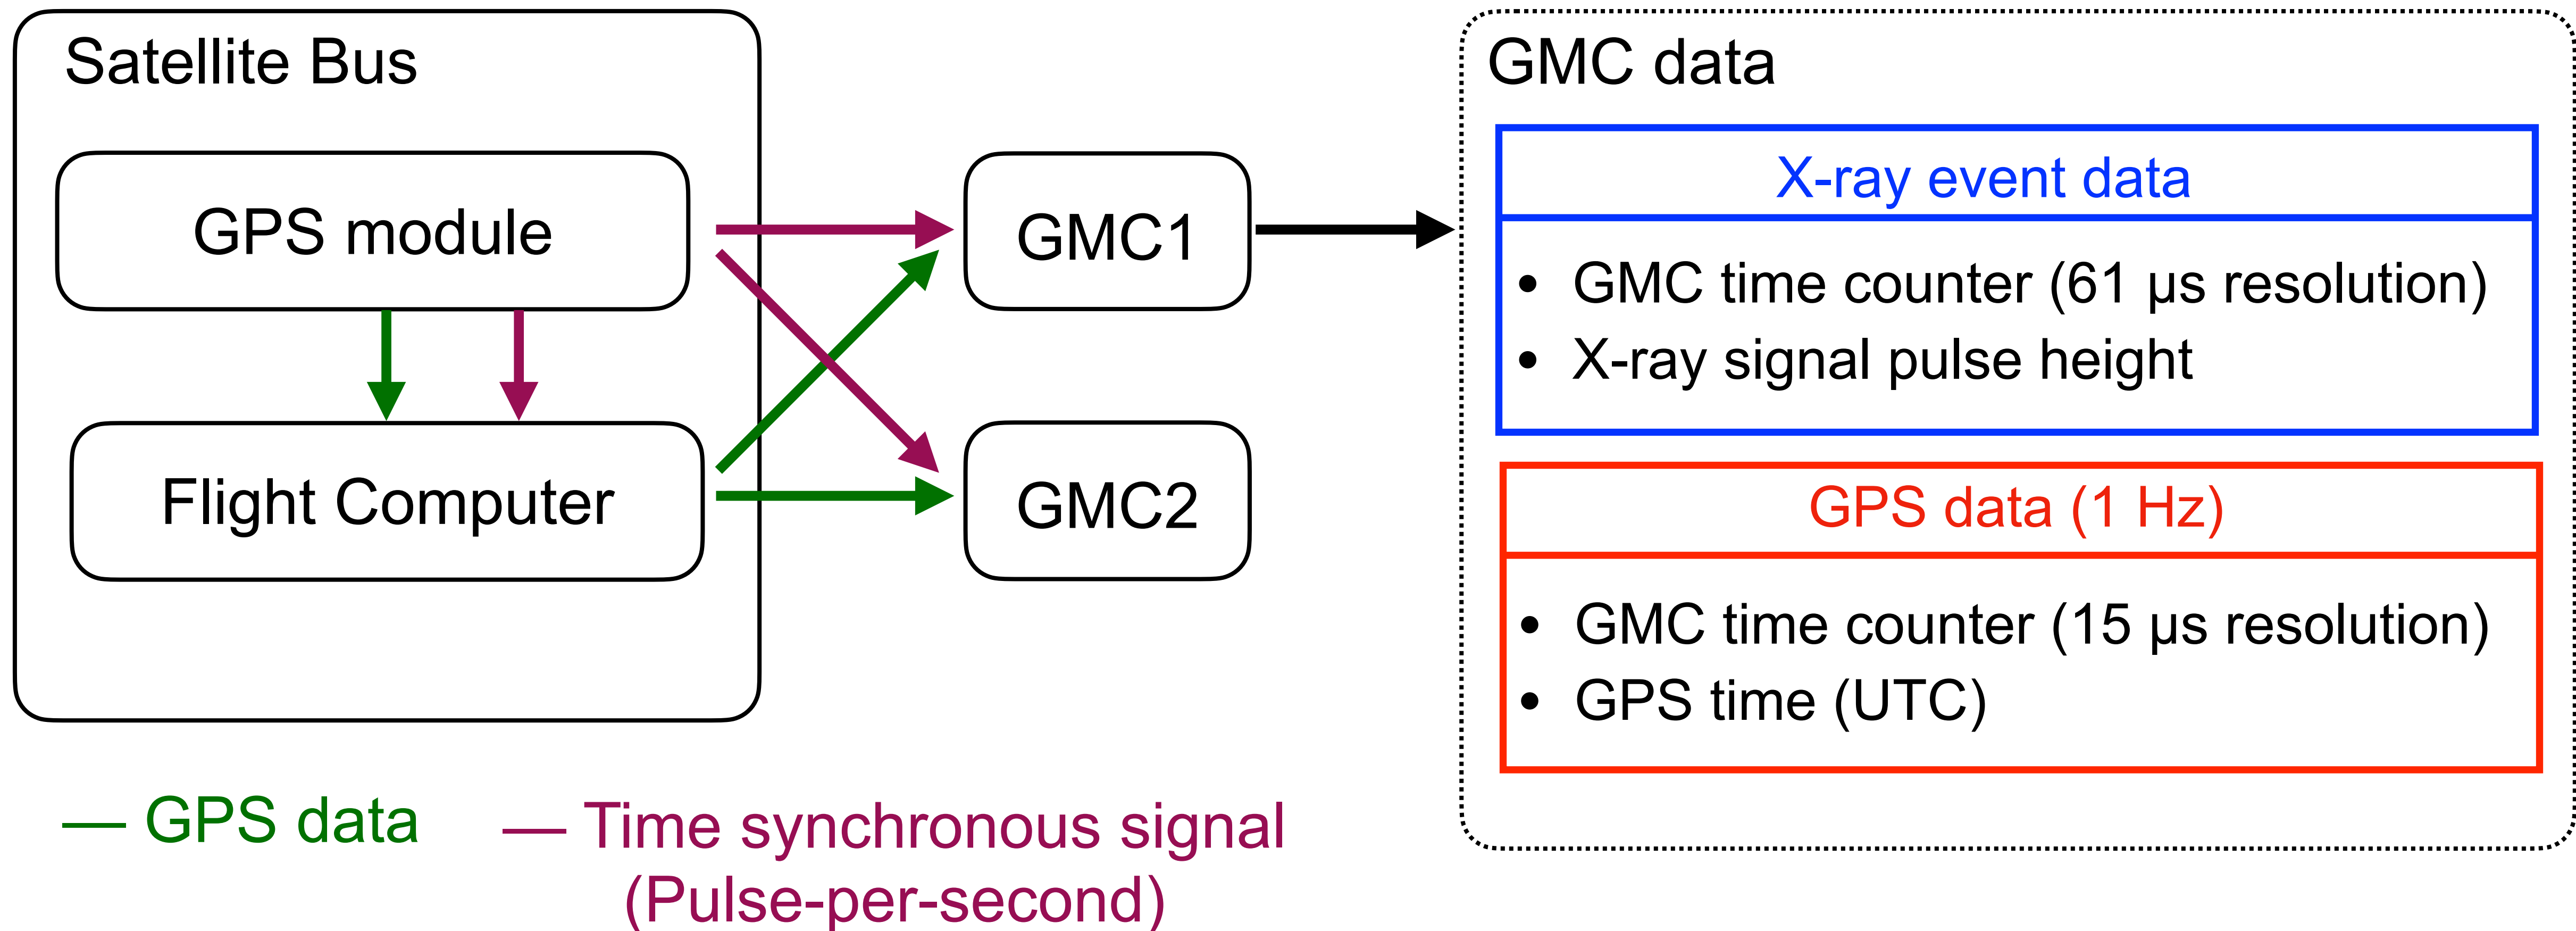 Satellite Bus
GPS module
Flight Computer
GMC1
GMC2
GMC data
X-ray event data
• GMC time counter (61 µs resolution)
• X-ray signal pulse height
GPS data (1 Hz)
• GMC time counter (15 µs resolution)
• GPS time (UTC)
— GPS data
— Time synchronous signal
(Pulse-per-second)